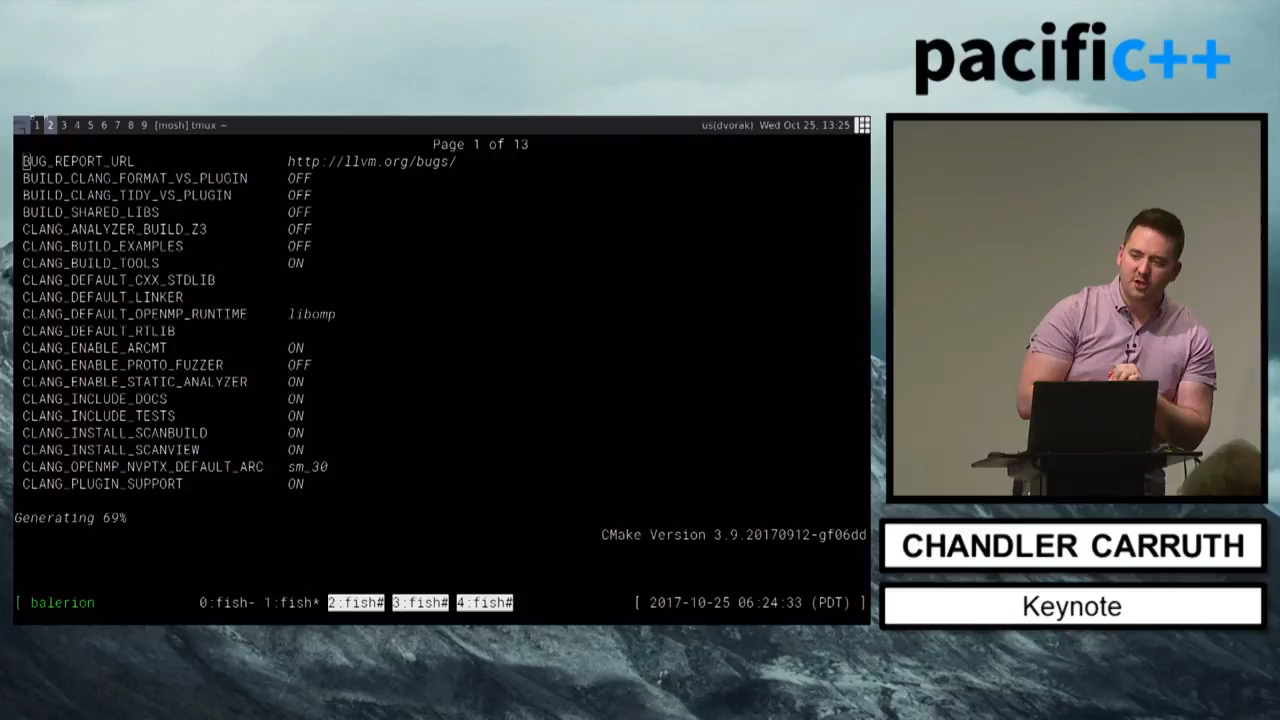 pacific++
1 2 3 4 5 6 7 8 9 [mosh] tmux ~ us(dvorak) Wed Oct 25, 13:25
Page 1 of 13
BUG_REPORT_URL http://llvm.org/bugs/
BUILD_CLANG_FORMAT_VS_PLUGIN OFF
BUILD_CLANG_TIDY_VS_PLUGIN OFF
BUILD_SHARED_LIBS OFF
CLANG_ANALYZER_BUILD_Z3 OFF
CLANG_BUILD_EXAMPLES OFF
CLANG_BUILD_TOOLS ON
CLANG_DEFAULT_CXX_STDLIB
CLANG_DEFAULT_LINKER
CLANG_DEFAULT_OPENMP_RUNTIME libomp
CLANG_DEFAULT_RTLIB
CLANG_ENABLE_ARCMT ON
CLANG_ENABLE_PROTO_FUZZER OFF
CLANG_ENABLE_STATIC_ANALYZER ON
CLANG_INCLUDE_DOCS ON
CLANG_INCLUDE_TESTS ON
CLANG_INSTALL_SCANBUILD ON
CLANG_INSTALL_SCANVIEW ON
CLANG_OPENMP_NVPTX_DEFAULT_ARC sm_30
CLANG_PLUGIN_SUPPORT ON
Generating 69%
CMake Version 3.9.20170912-gf06dd
[ balerion 0:fish- 1:fish* 2:fish# 3:fish# 4:fish# [ 2017-10-25 06:24:33 (PDT) ]
CHANDLER CARRUTH
Keynote